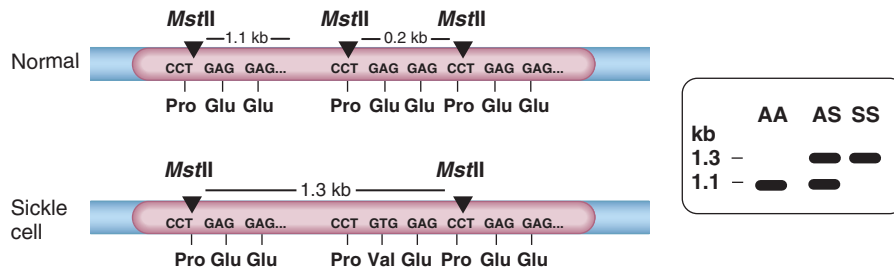 MstII MstII MstII
1.1 kb 0.2 kb
Normal
CCT GAG GAG... CCT GAG GAG CCT GAG GAG...
Pro Glu Glu Pro Glu Glu Pro Glu Glu
MstII MstII
1.3 kb
Sickle
cell
CCT GAG GAG... CCT GTG GAG CCT GAG GAG...
Pro Glu Glu Pro Val Glu Pro Glu Glu
AA AS SS
kb
1.3 –
1.1 –